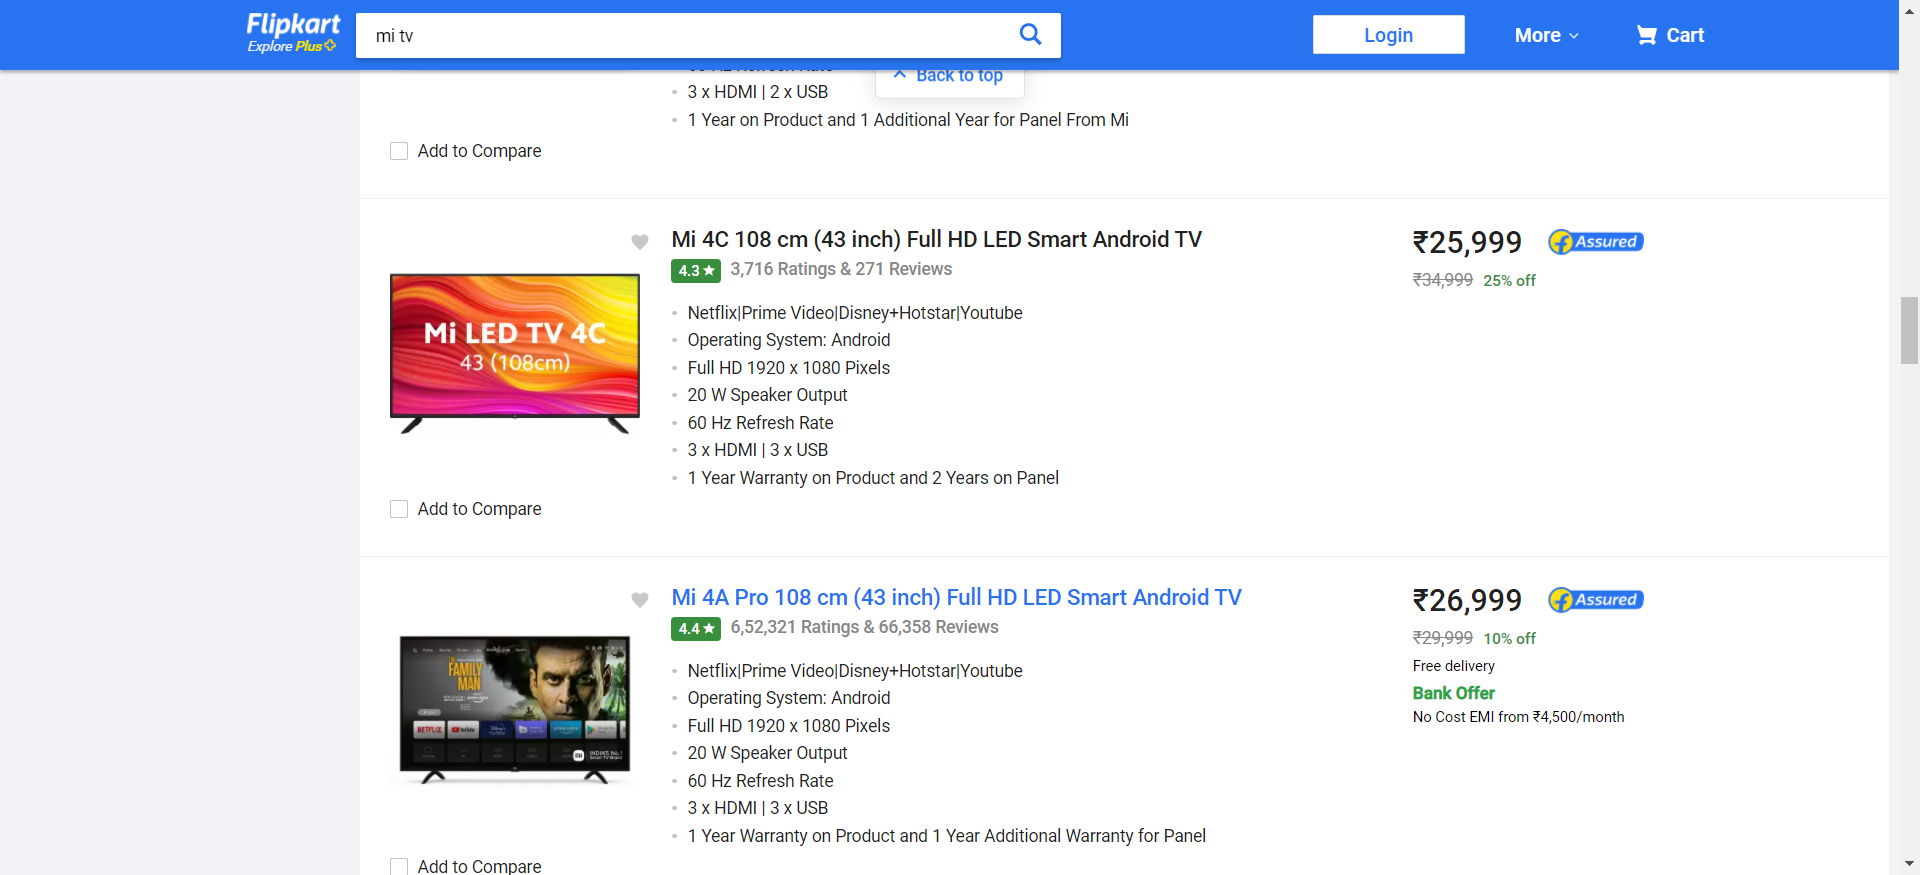 Flipkart
Explore Plus
mi tv
Login
More
Cart
Back to top
3 x HDMI | 2 x USB
1 Year on Product and 1 Additional Year for Panel From Mi
Add to Compare
Mi 4C 108 cm (43 inch) Full HD LED Smart Android TV
4.3★
3,716 Ratings & 271 Reviews
Netflix|Prime Video|Disney+Hotstar|Youtube
Operating System: Android
Full HD 1920 x 1080 Pixels
20 W Speaker Output
60 Hz Refresh Rate
3 x HDMI | 3 x USB
1 Year Warranty on Product and 2 Years on Panel
₹25,999
Assured
₹34,999 25% off
Mi LED TV 4C
43 (108cm)
Add to Compare
Mi 4A Pro 108 cm (43 inch) Full HD LED Smart Android TV
4.4★
6,52,321 Ratings & 66,358 Reviews
Netflix|Prime Video|Disney+Hotstar|Youtube
Operating System: Android
Full HD 1920 x 1080 Pixels
20 W Speaker Output
60 Hz Refresh Rate
3 x HDMI | 3 x USB
1 Year Warranty on Product and 1 Year Additional Warranty for Panel
₹26,999
Assured
₹29,999 10% off
Free delivery
Bank Offer
No Cost EMI from ₹4,500/month
THE
FAMILY
MAN
NETFLIX
YouTube
INDIA'S No.1
Smart TV Brand
Add to Compare